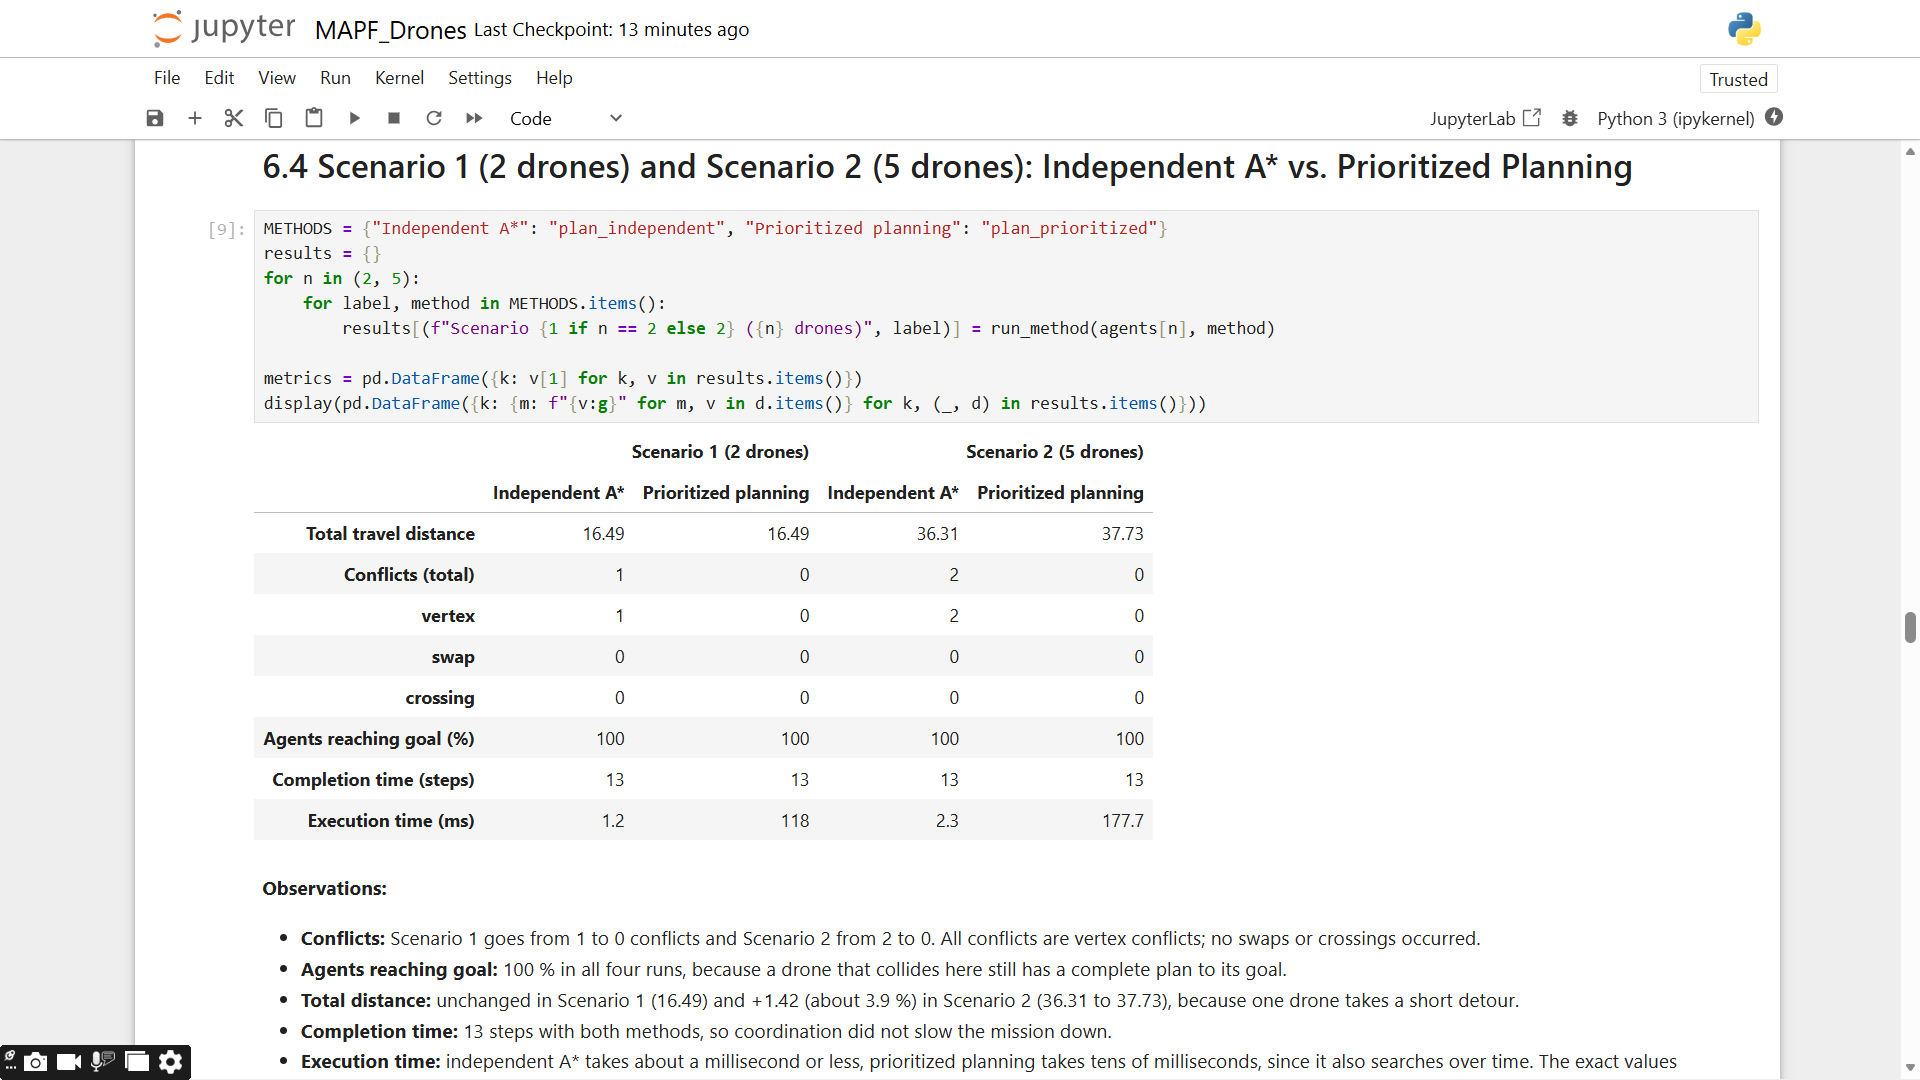 jupyter MAPF_Drones Last Checkpoint: 13 minutes ago
File Edit View Run Kernel Settings Help
Trusted
Code
JupyterLab Python 3 (ipykernel)
6.4 Scenario 1 (2 drones) and Scenario 2 (5 drones): Independent A* vs. Prioritized Planning
[9]: METHODS = {"Independent A*": "plan_independent", "Prioritized planning": "plan_prioritized"}
results = {}
for n in (2, 5):
    for label, method in METHODS.items():
        results[(f"Scenario {1 if n == 2 else 2} ({n} drones)", label)] = run_method(agents[n], method)
metrics = pd.DataFrame({k: v[1] for k, v in results.items()})
display(pd.DataFrame({k: {m: f"{v:g}" for m, v in d.items()} for k, (_, d) in results.items()}))
Scenario 1 (2 drones) Scenario 2 (5 drones)
Independent A* Prioritized planning Independent A* Prioritized planning
Total travel distance 16.49 16.49 36.31 37.73
Conflicts (total) 1 0 2 0
vertex 1 0 2 0
swap 0 0 0 0
crossing 0 0 0 0
Agents reaching goal (%) 100 100 100 100
Completion time (steps) 13 13 13 13
Execution time (ms) 1.2 118 2.3 177.7
Observations:
• Conflicts: Scenario 1 goes from 1 to 0 conflicts and Scenario 2 from 2 to 0. All conflicts are vertex conflicts; no swaps or crossings occurred.
• Agents reaching goal: 100 % in all four runs, because a drone that collides here still has a complete plan to its goal.
• Total distance: unchanged in Scenario 1 (16.49) and +1.42 (about 3.9 %) in Scenario 2 (36.31 to 37.73), because one drone takes a short detour.
• Completion time: 13 steps with both methods, so coordination did not slow the mission down.
• Execution time: independent A* takes about a millisecond or less, prioritized planning takes tens of milliseconds, since it also searches over time. The exact values